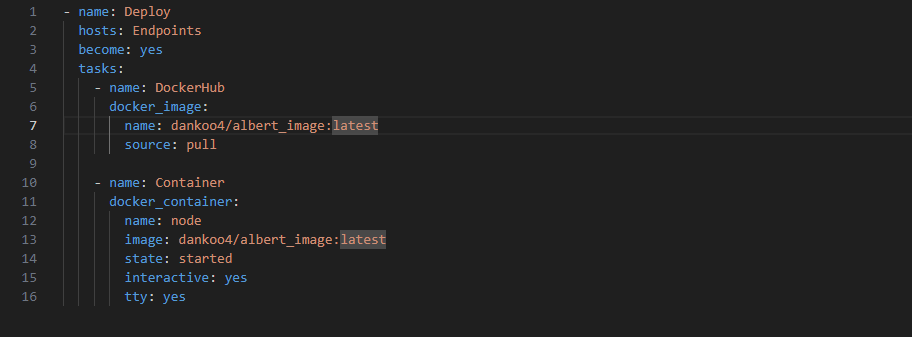 1 - name: Deploy
2 hosts: Endpoints
3 become: yes
4 tasks:
5 - name: DockerHub
6 docker_image:
7 name: dankoo4/albert_image:latest
8 source: pull
9
10 - name: Container
11 docker_container:
12 name: node
13 image: dankoo4/albert_image:latest
14 state: started
15 interactive: yes
16 tty: yes